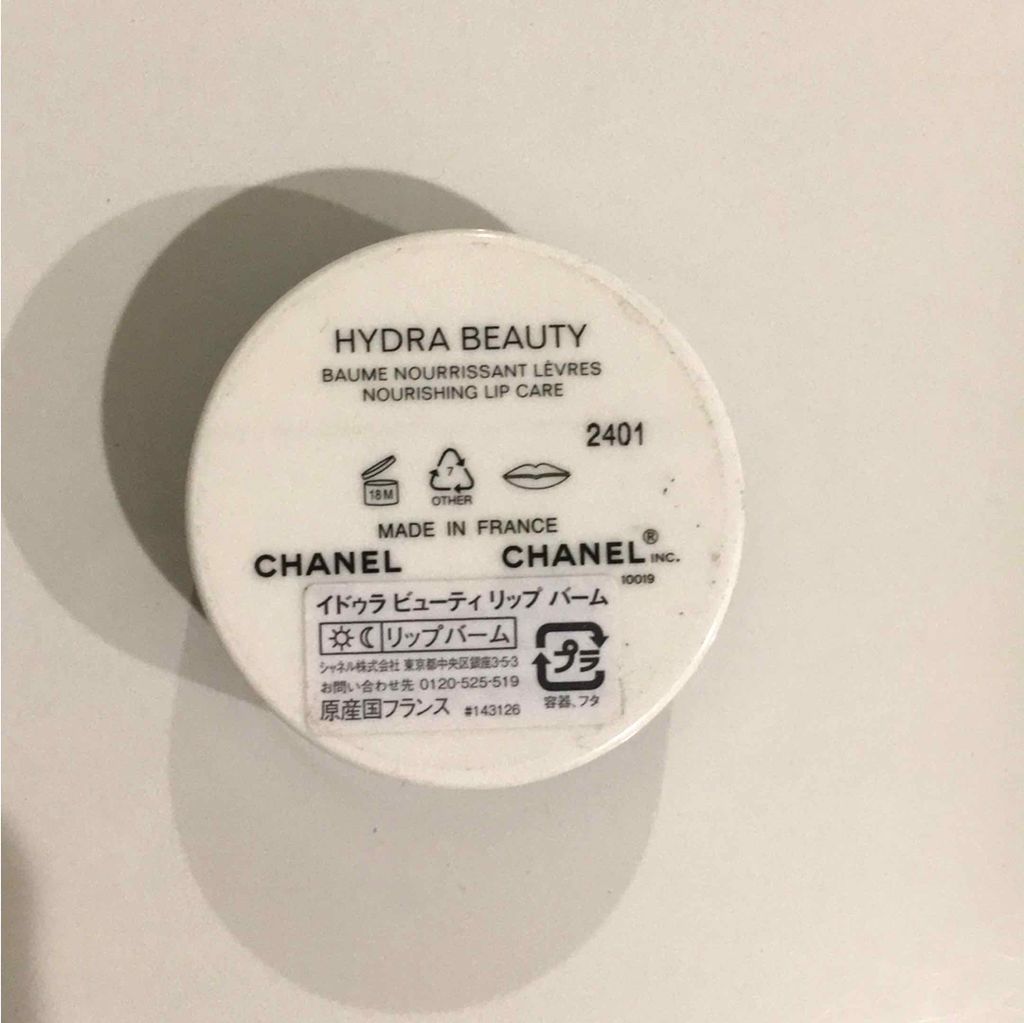 HYDRA BEAUTY
BAUME NOURRISSANT LÈVRES
NOURISHING LIP CARE
2401
18M
7
OTHER
MADE IN FRANCE
CHANEL CHANEL® INC.
10019
イドゥラ ビューティ リップ バーム
リップバーム
シャネル株式会社 東京都中央区銀座3-5-3
お問い合わせ先 0120-525-519
原産国フランス #143126
プラ
容器、フタ